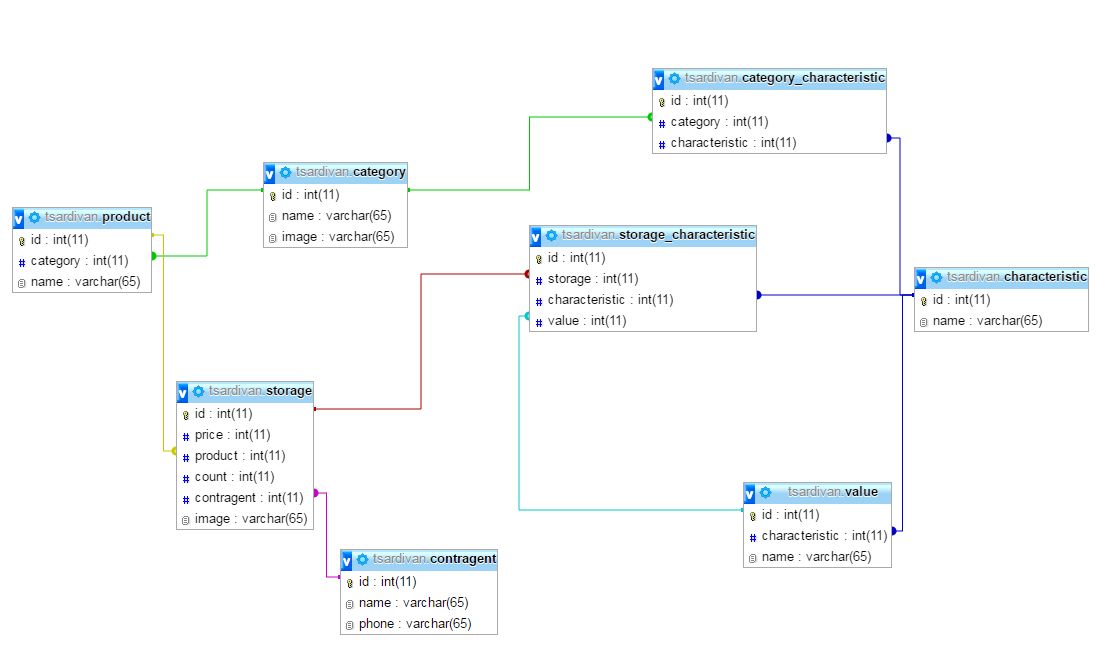 tsardivan.category_characteristic
id : int(11)
category : int(11)
characteristic : int(11)
tsardivan.category
id : int(11)
name : varchar(65)
image : varchar(65)
tsardivan.product
id : int(11)
category : int(11)
name : varchar(65)
tsardivan.storage_characteristic
id : int(11)
storage : int(11)
characteristic : int(11)
value : int(11)
tsardivan.characteristic
id : int(11)
name : varchar(65)
tsardivan.storage
id : int(11)
price : int(11)
product : int(11)
count : int(11)
contragent : int(11)
image : varchar(65)
tsardivan.value
id : int(11)
characteristic : int(11)
name : varchar(65)
tsardivan.contragent
id : int(11)
name : varchar(65)
phone : varchar(65)